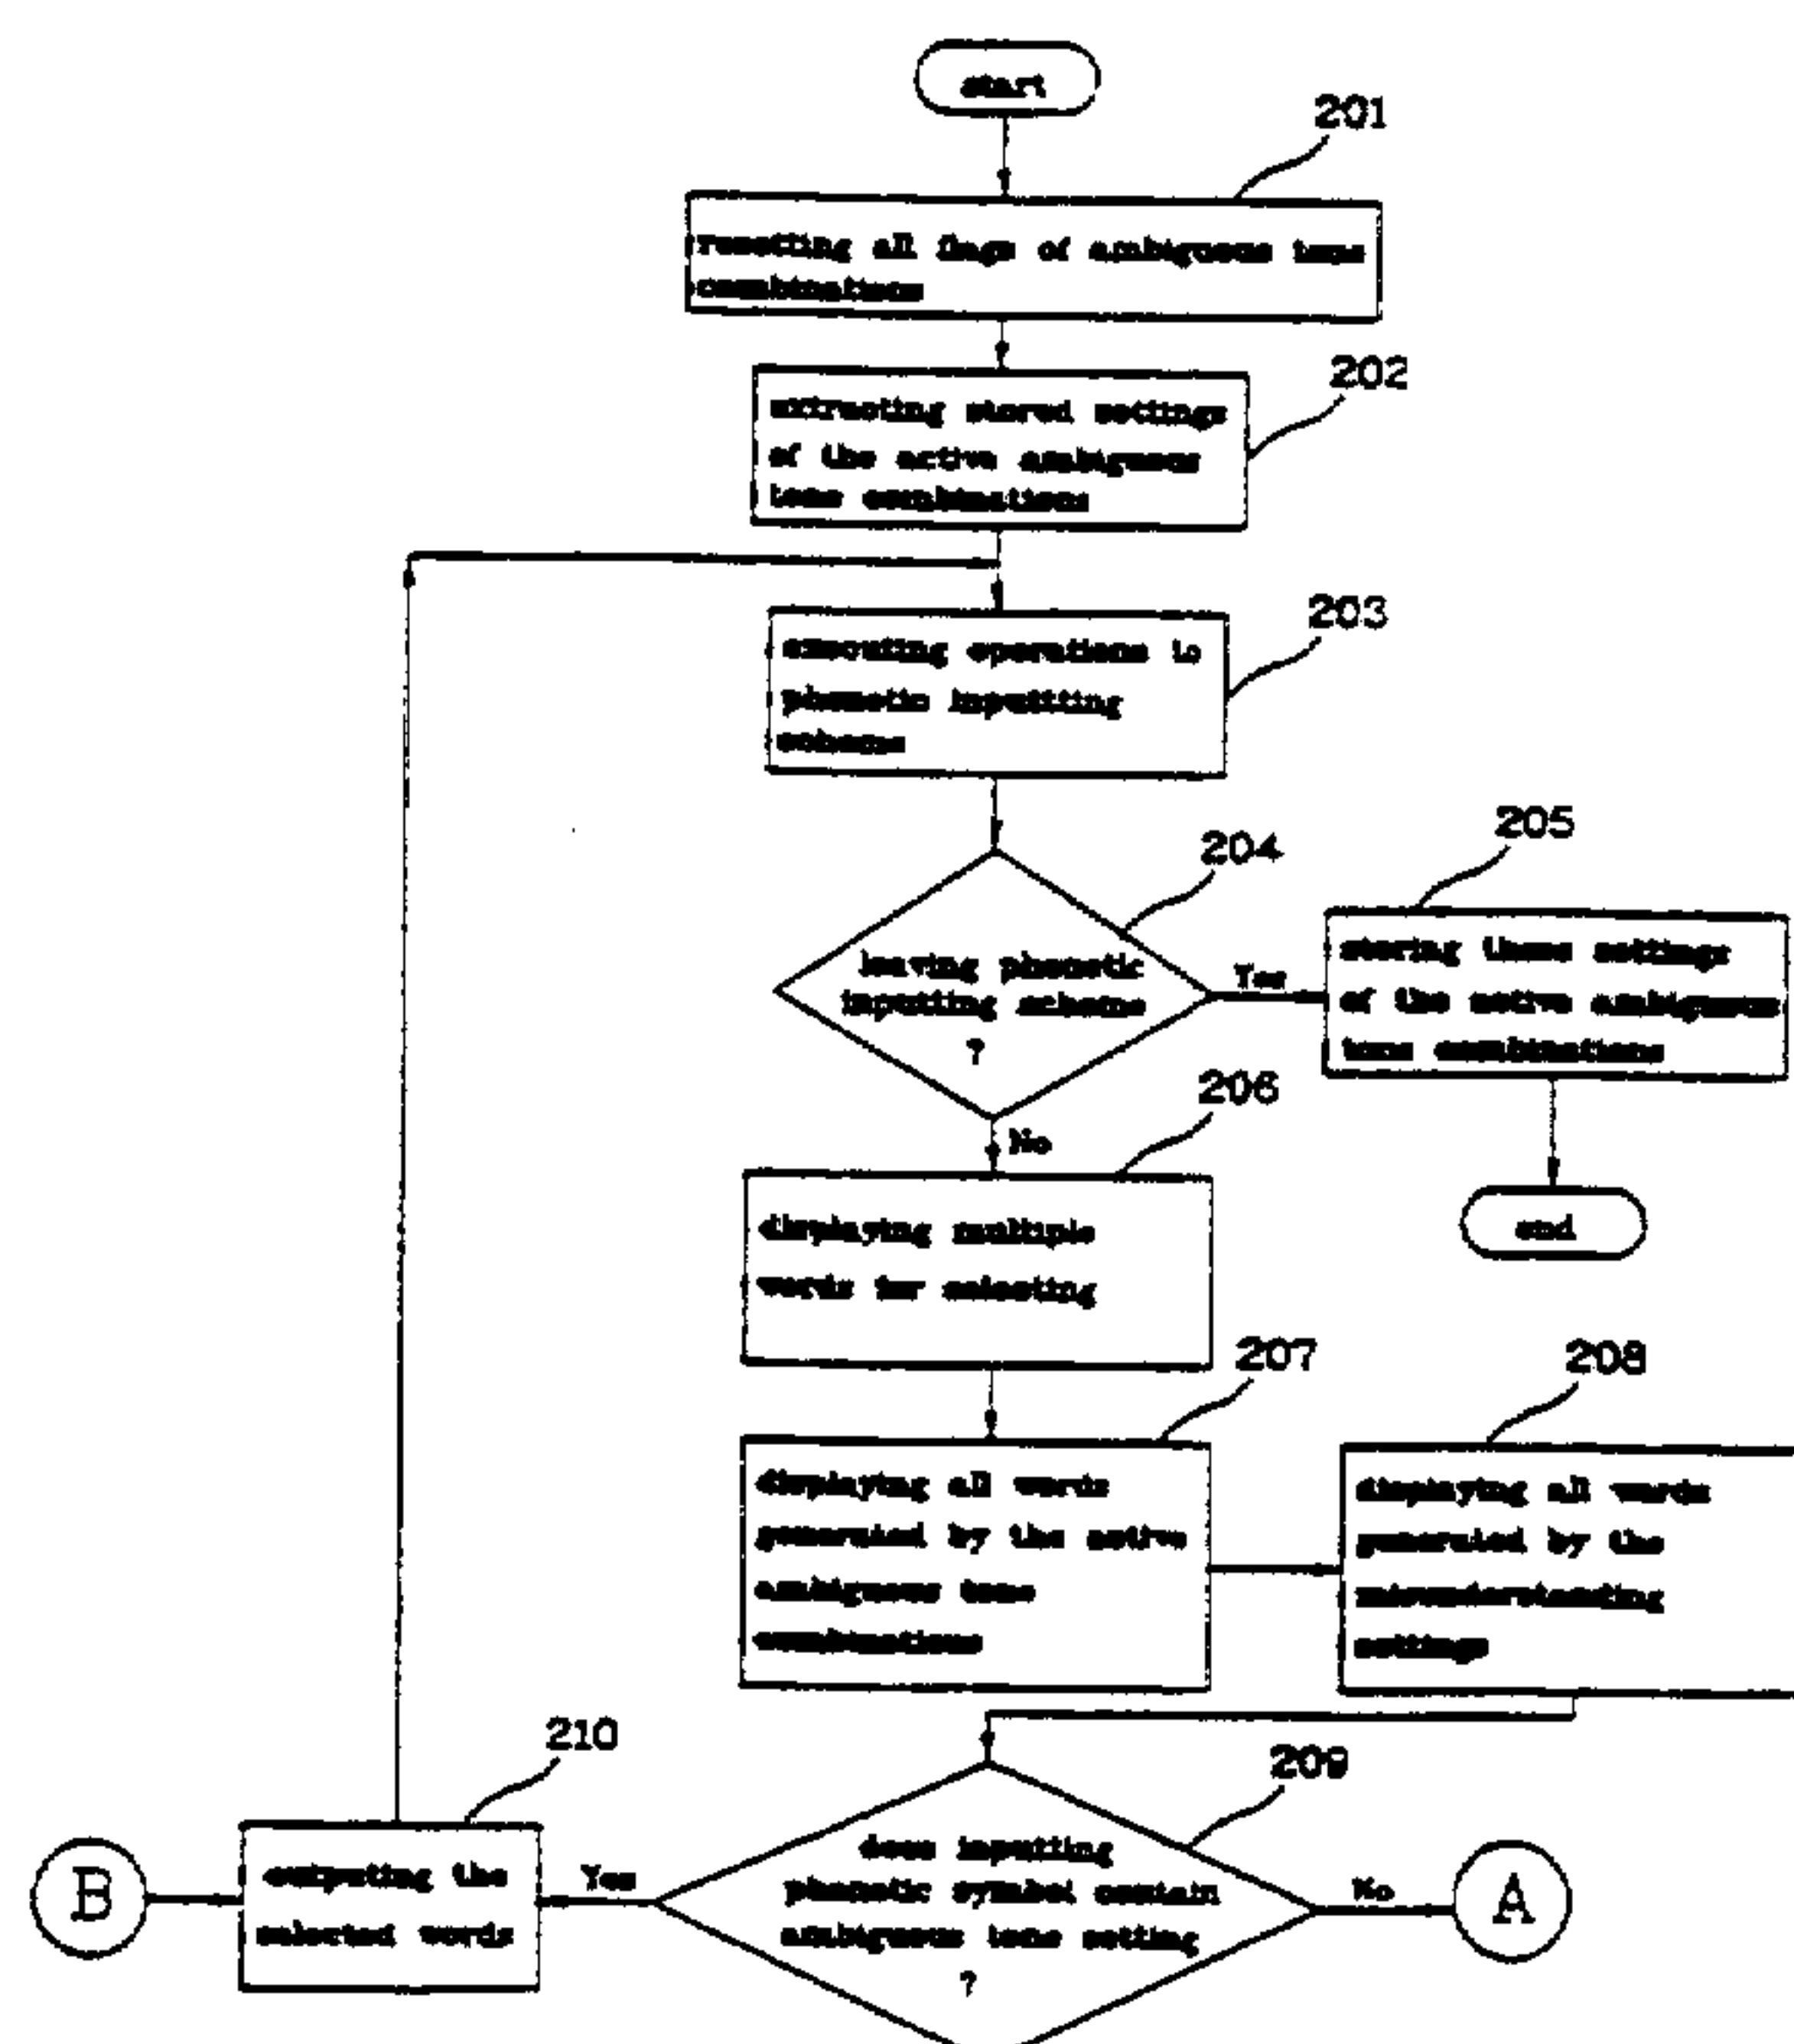 start
201
resetting all flags of ambiguous tone
combinations
202
extracting stored settings
of the active ambiguous
tone combinations
203
executing operations to
phonetic inputting
scheme
204
leaving phonetic
inputting scheme
?
Yes
205
storing these settings
of the active ambiguous
tone combinations
No
end
206
displaying multiple
words for selecting
207
displaying all words
generated by the active
ambiguous tone
combinations
208
displaying all words
generated by the
misunderstanding
settings
209
does inputting
phonetic symbol contain
ambiguous tone setting
?
Yes
No
A
210
outputing the
selected words
B